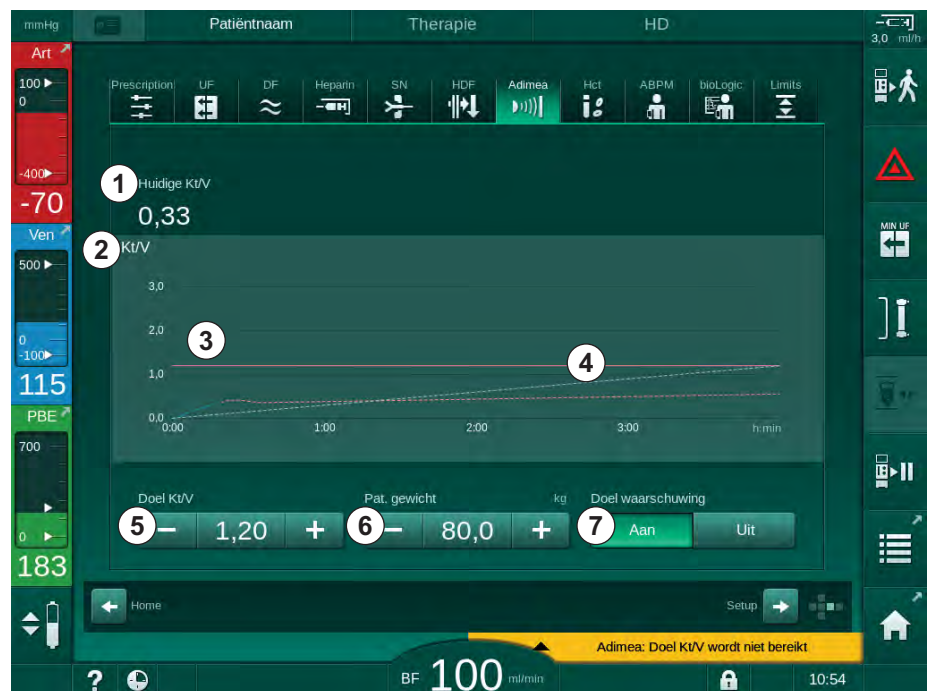 mmHg
Patiëntnaam
Therapie
HD
3,0 ml/h
Art
100
0
-400
-70
Ven
500
0
-100
115
PBE
700
0
183
Prescription
UF
DF
Heparin
SN
HDF
Adimea
Hct
ABPM
bioLogic
Limits
1
Huidige Kt/V
0,33
2
Kt/V
3,0
2,0
1,0
0,0
3
4
0:00
1:00
2:00
3:00
h:min
Doel Kt/V
Pat. gewicht
kg
Doel waarschuwing
5
−
1,20
+
6
−
80,0
+
7
Aan
Uit
Home
Setup
Adimea: Doel Kt/V wordt niet bereikt
MIN UF
?
BF 100 ml/min
10:54